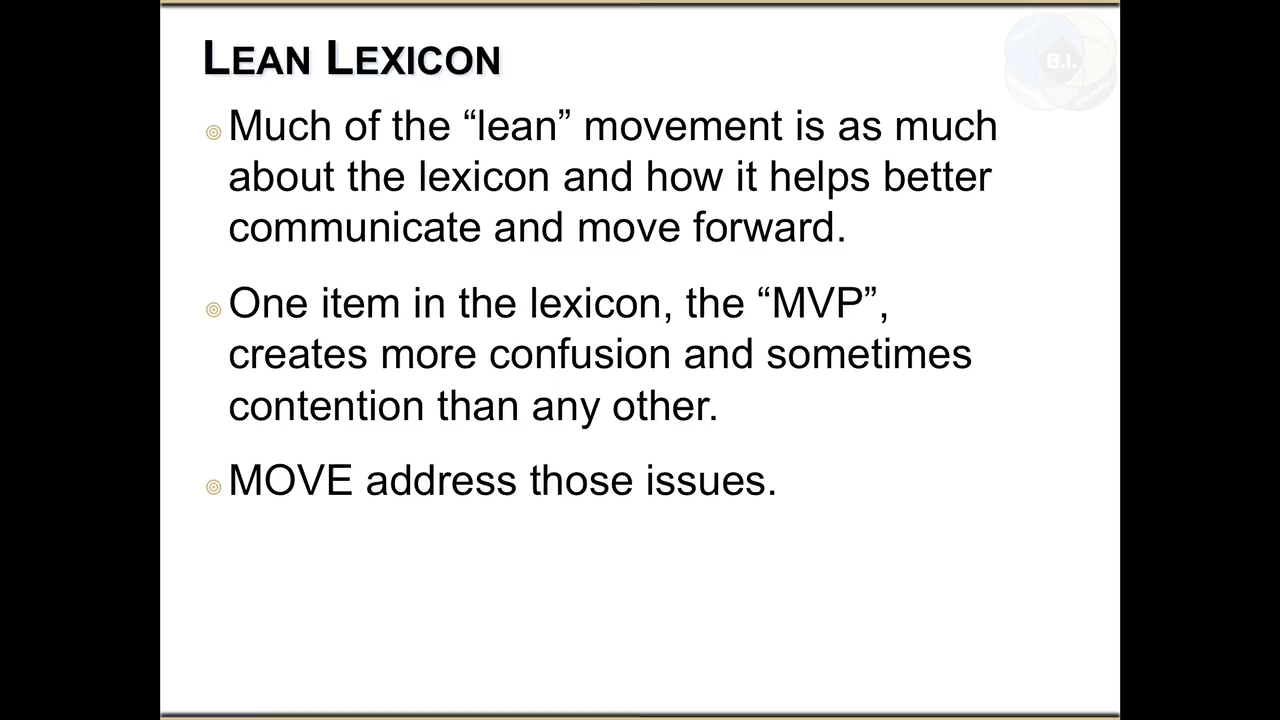 LEAN LEXICON
B.I.
Much of the “lean” movement is as much
about the lexicon and how it helps better
communicate and move forward.
One item in the lexicon, the “MVP”,
creates more confusion and sometimes
contention than any other.
MOVE address those issues.